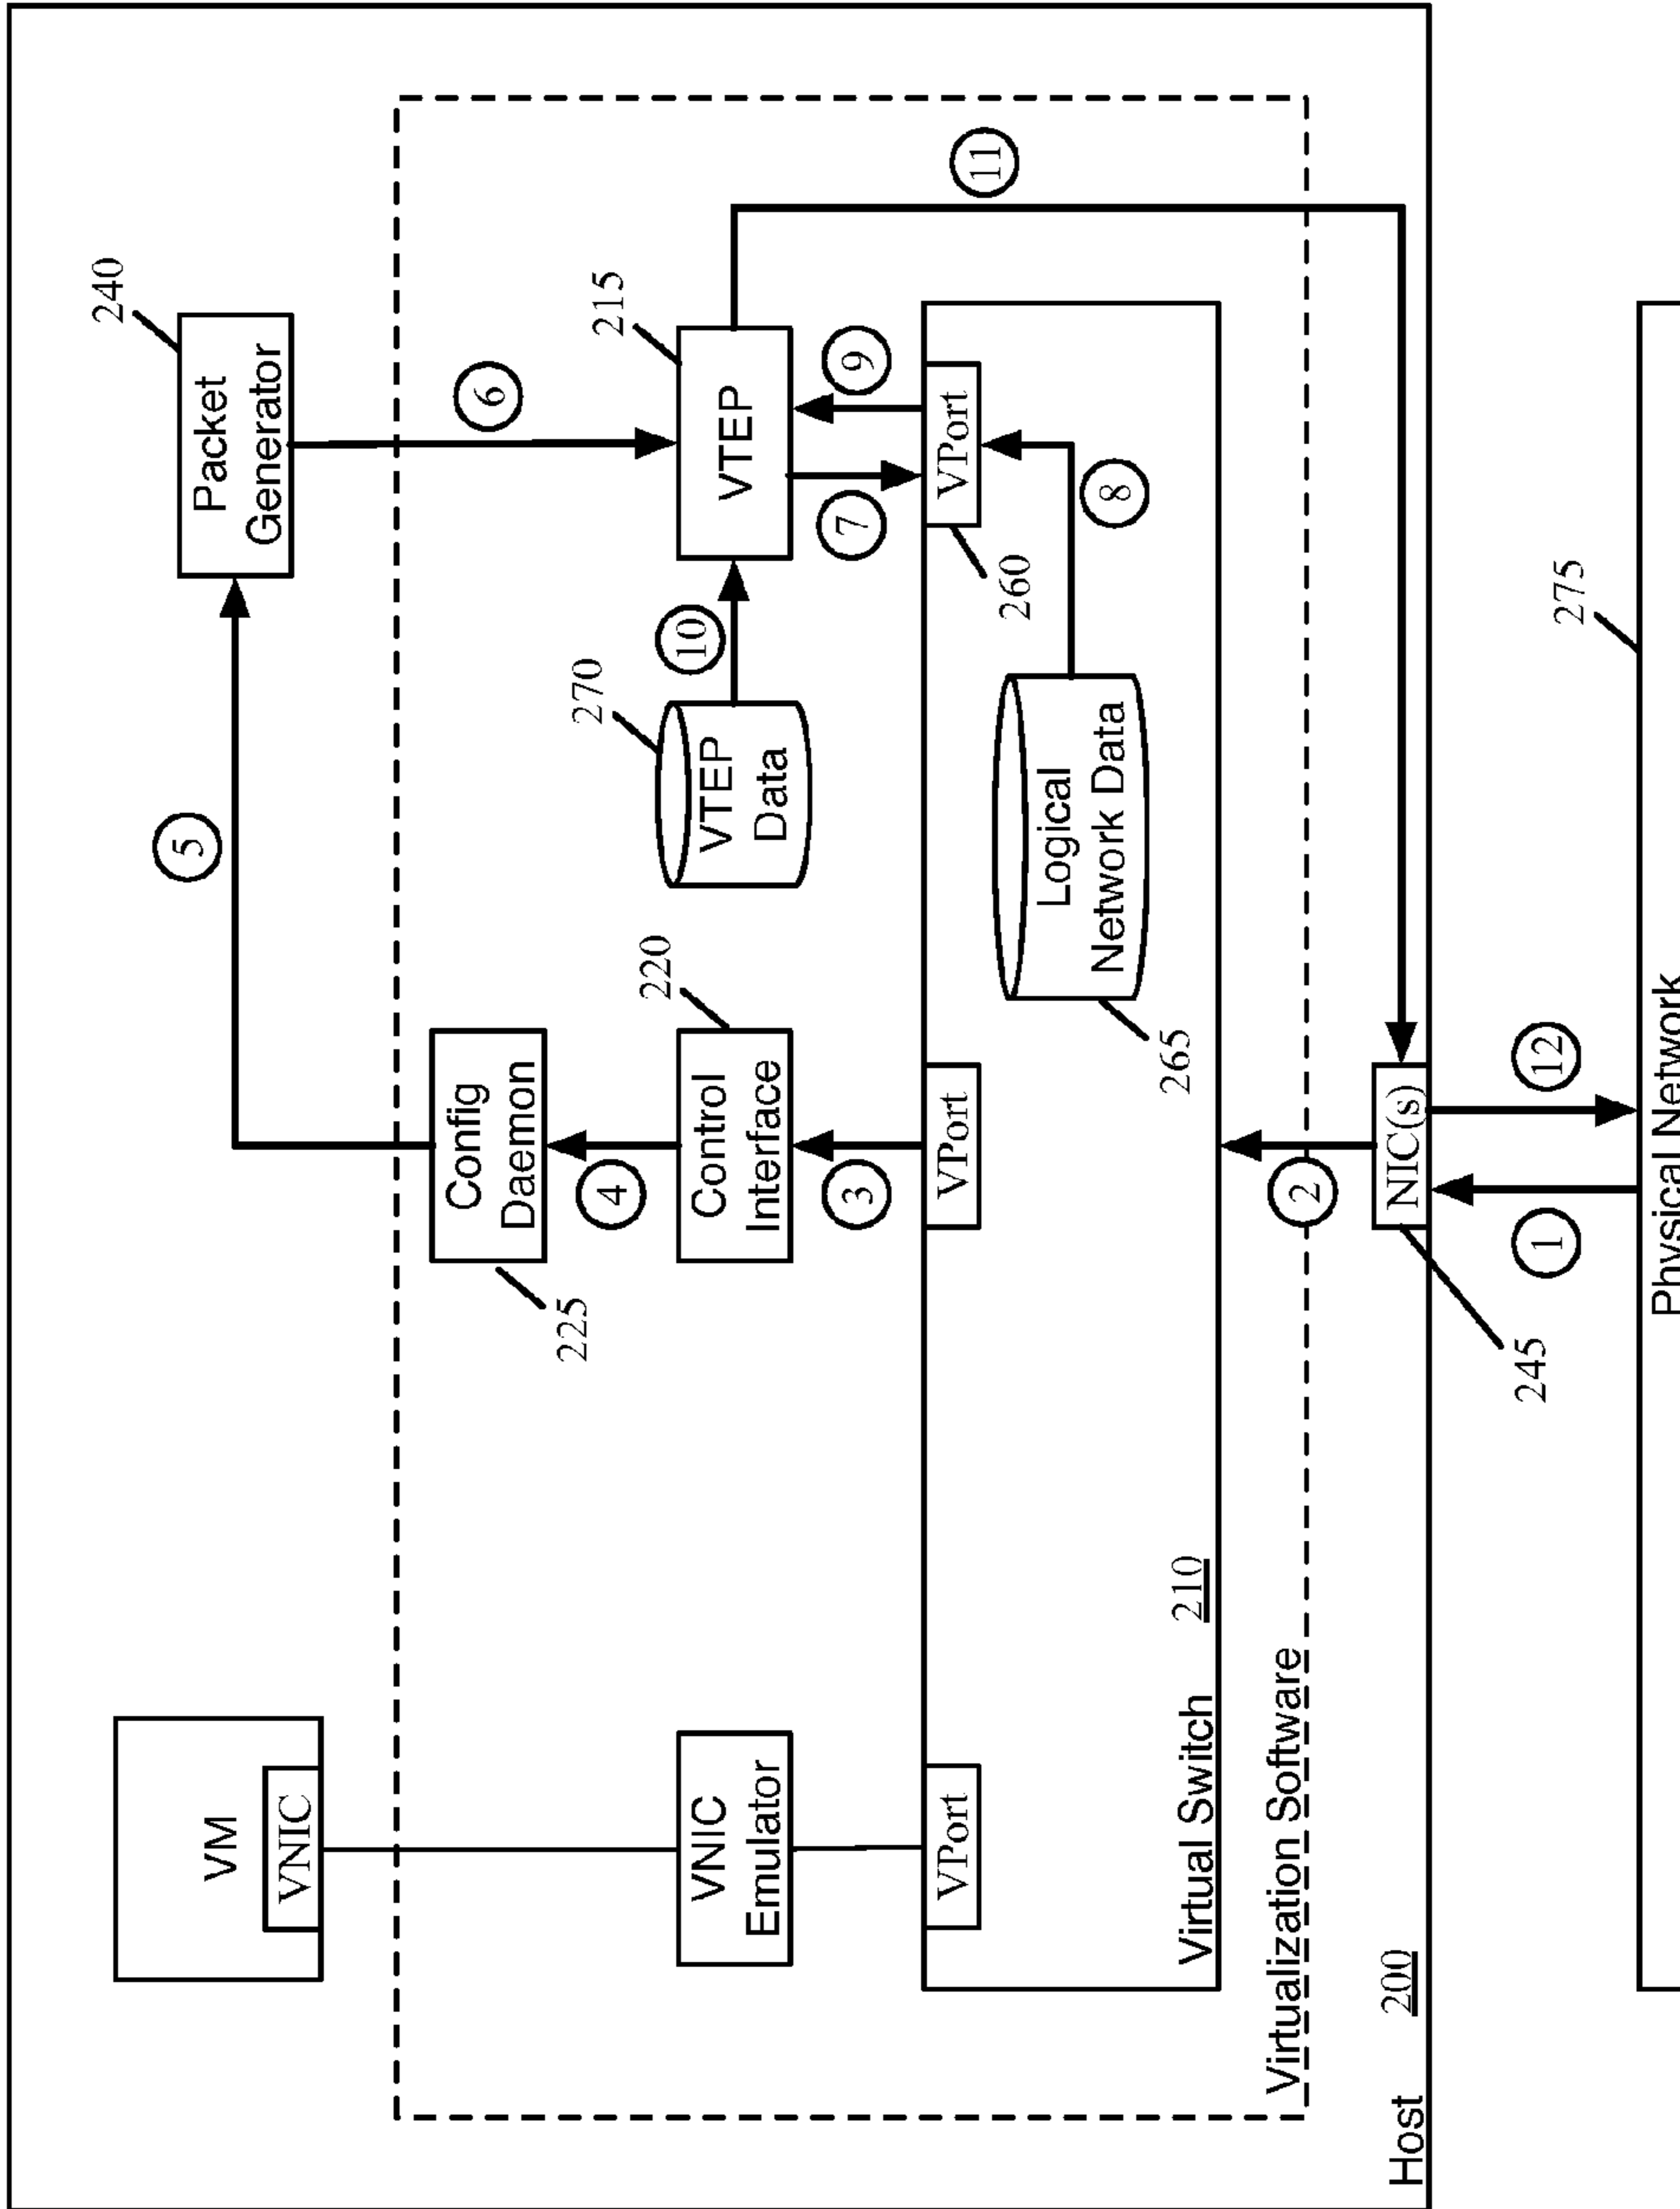 VM
VNIC
Packet
Generator
240
5
6
Config
Daemon
225
4
VNIC
Emulator
Control
Interface
220
VTEP
Data
270
10
VTEP
215
3
7
9
11
VPort
VPort
VPort
260
Logical
Network Data
265
8
Virtual Switch
210
Virtualization Software
2
NIC(s)
245
Host
200
1
12
275
Physical Network